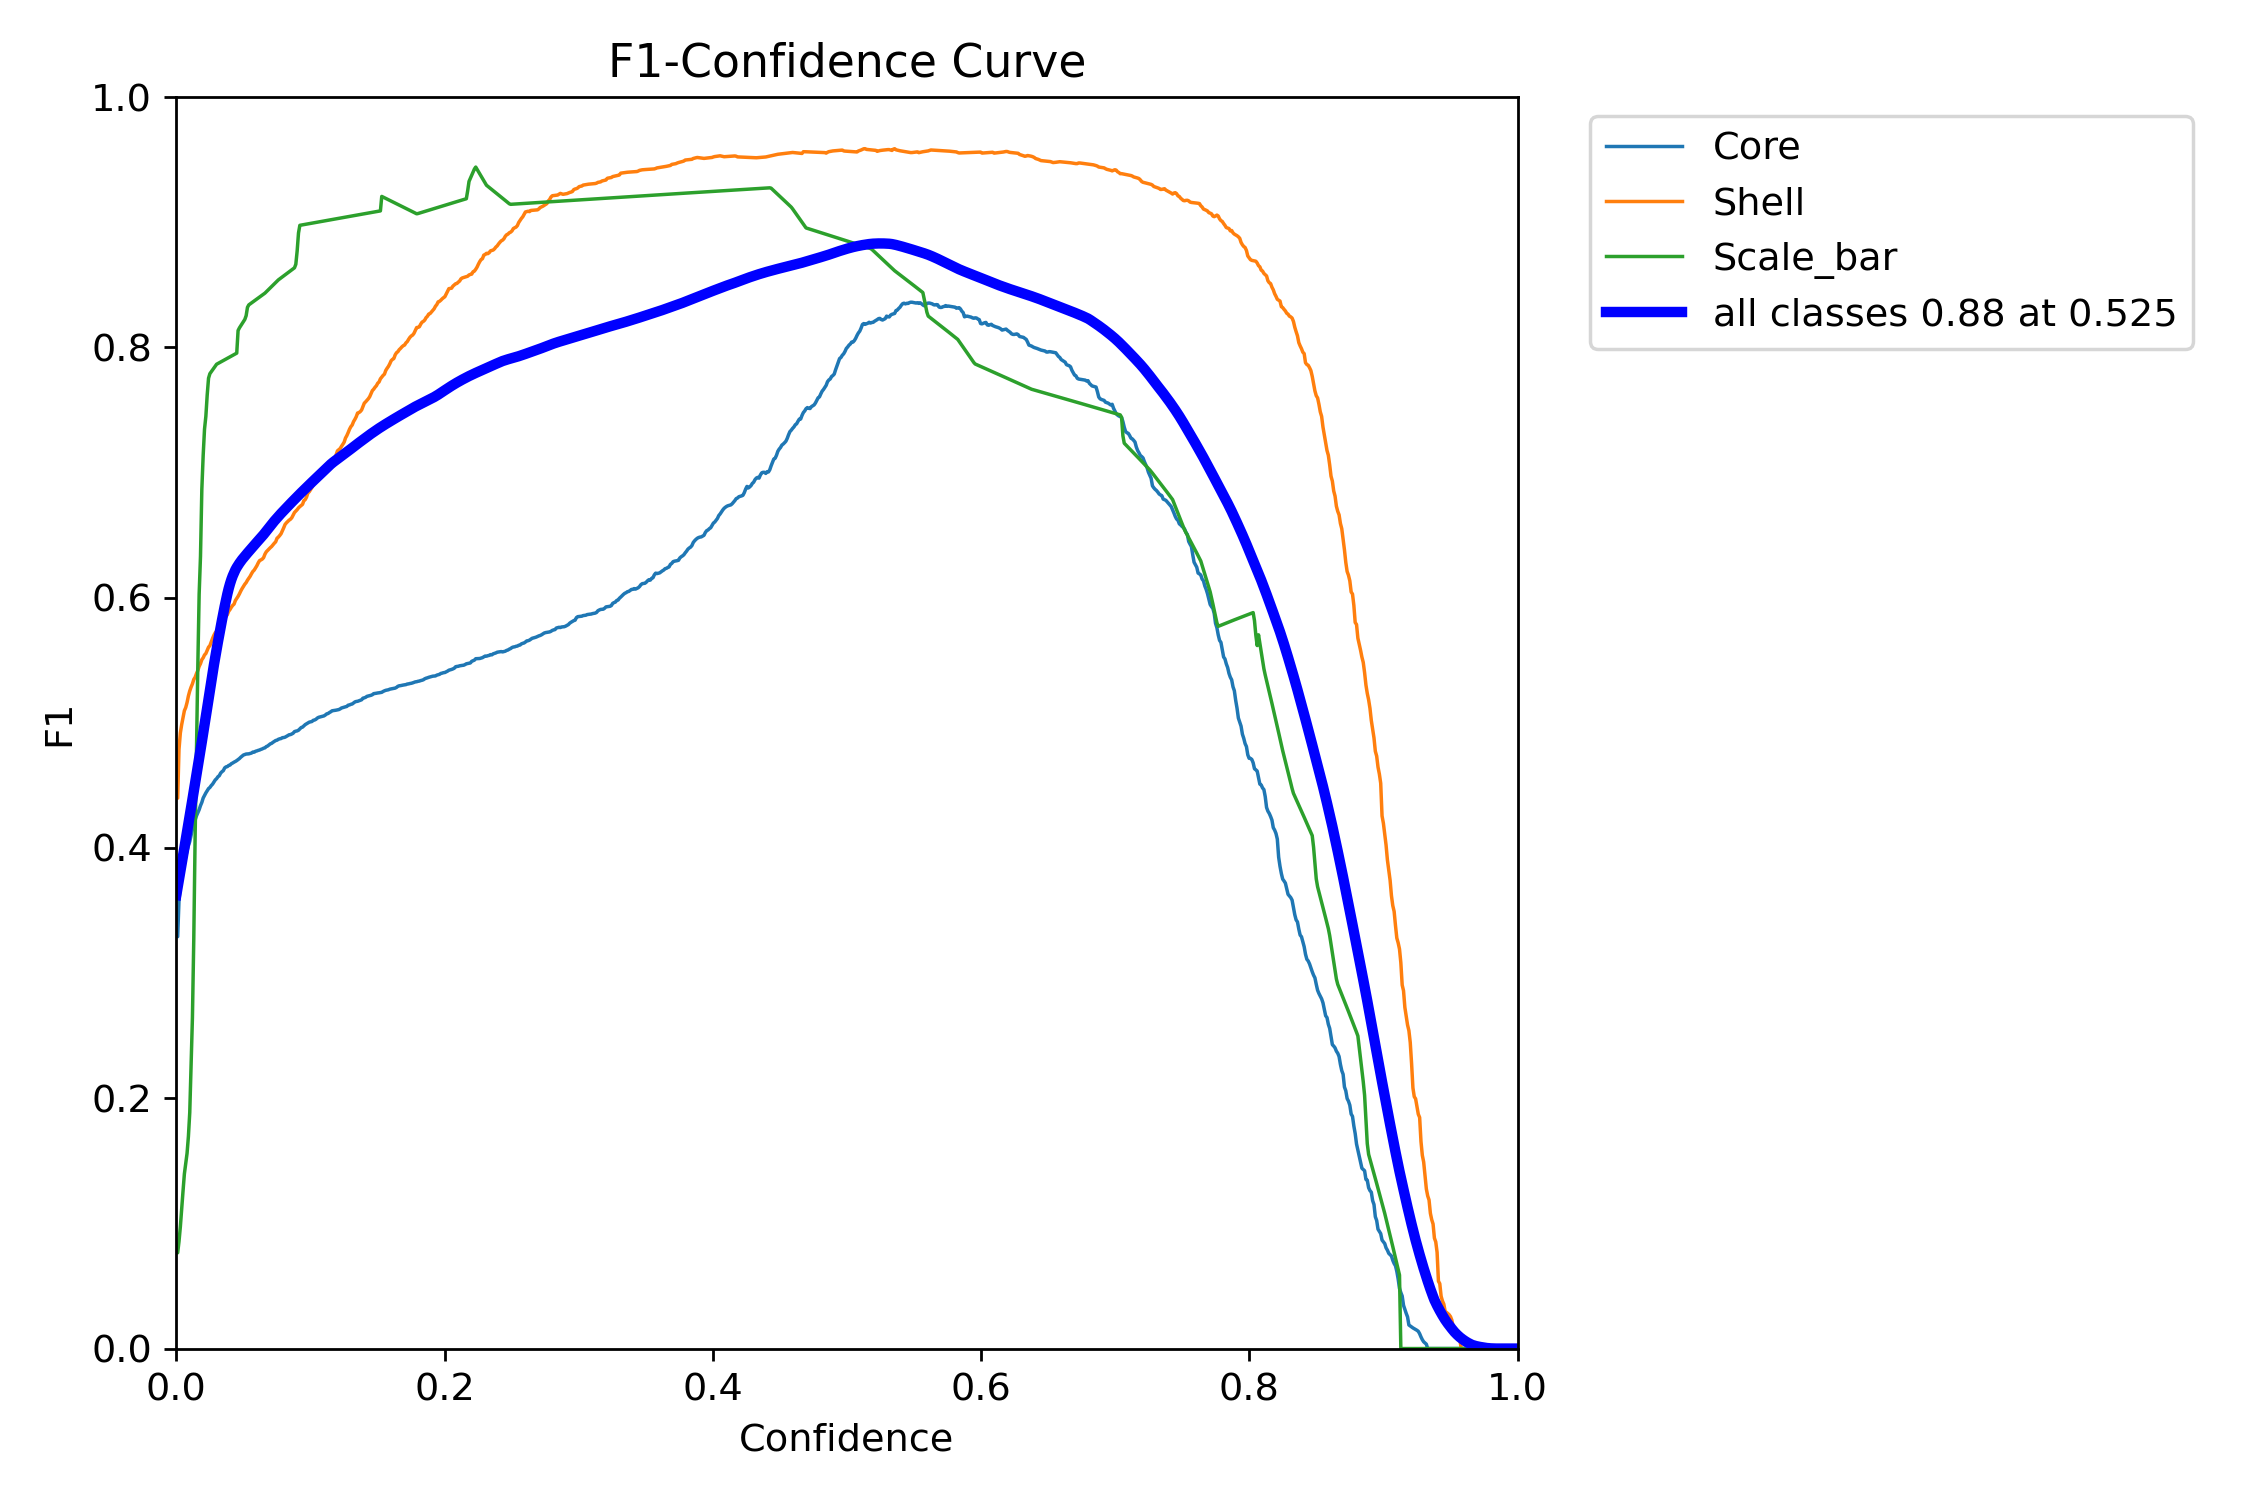 F1-Confidence Curve
1.0
0.8
0.6
0.4
0.2
0.0
F1
0.0 0.2 0.4 0.6 0.8 1.0
Confidence
Core
Shell
Scale_bar
all classes 0.88 at 0.525